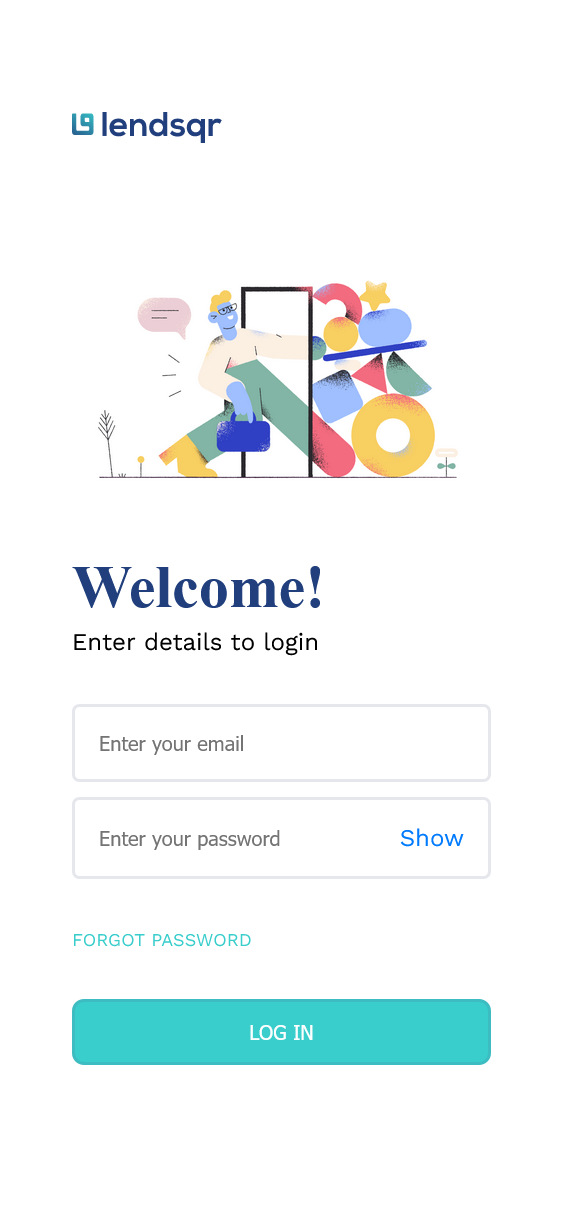 lendsqr
Welcome!
Enter details to login
Enter your email
Enter your password Show
FORGOT PASSWORD
LOG IN